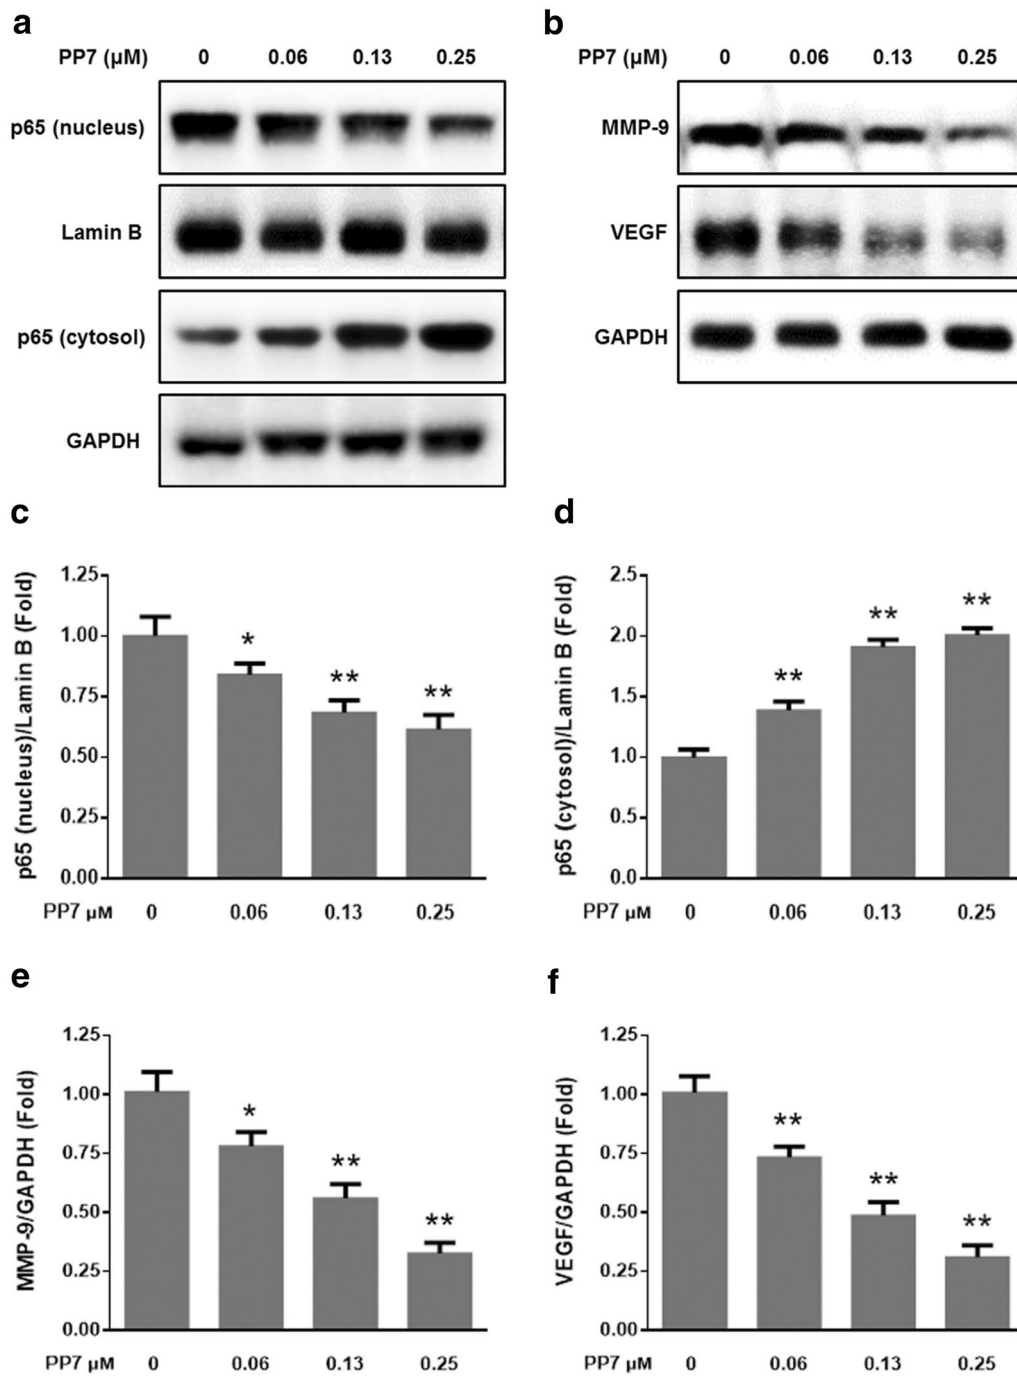 a
PP7 (µM) 0 0.06 0.13 0.25
p65 (nucleus)
Lamin B
p65 (cytosol)
GAPDH
b
PP7 (µM) 0 0.06 0.13 0.25
MMP-9
VEGF
GAPDH
c
p65 (nucleus)/Lamin B (Fold)
1.25
1.00
0.75
0.50
0.25
0.00
*
**
**
PP7 µM 0 0.06 0.13 0.25
d
p65 (cytosol)/Lamin B (Fold)
2.5
2.0
1.5
1.0
0.5
0.0
**
**
**
PP7 µM 0 0.06 0.13 0.25
e
MMP-9/GAPDH (Fold)
1.25
1.00
0.75
0.50
0.25
0.00
*
**
**
PP7 µM 0 0.06 0.13 0.25
f
VEGF/GAPDH (Fold)
1.25
1.00
0.75
0.50
0.25
0.00
**
**
**
PP7 µM 0 0.06 0.13 0.25